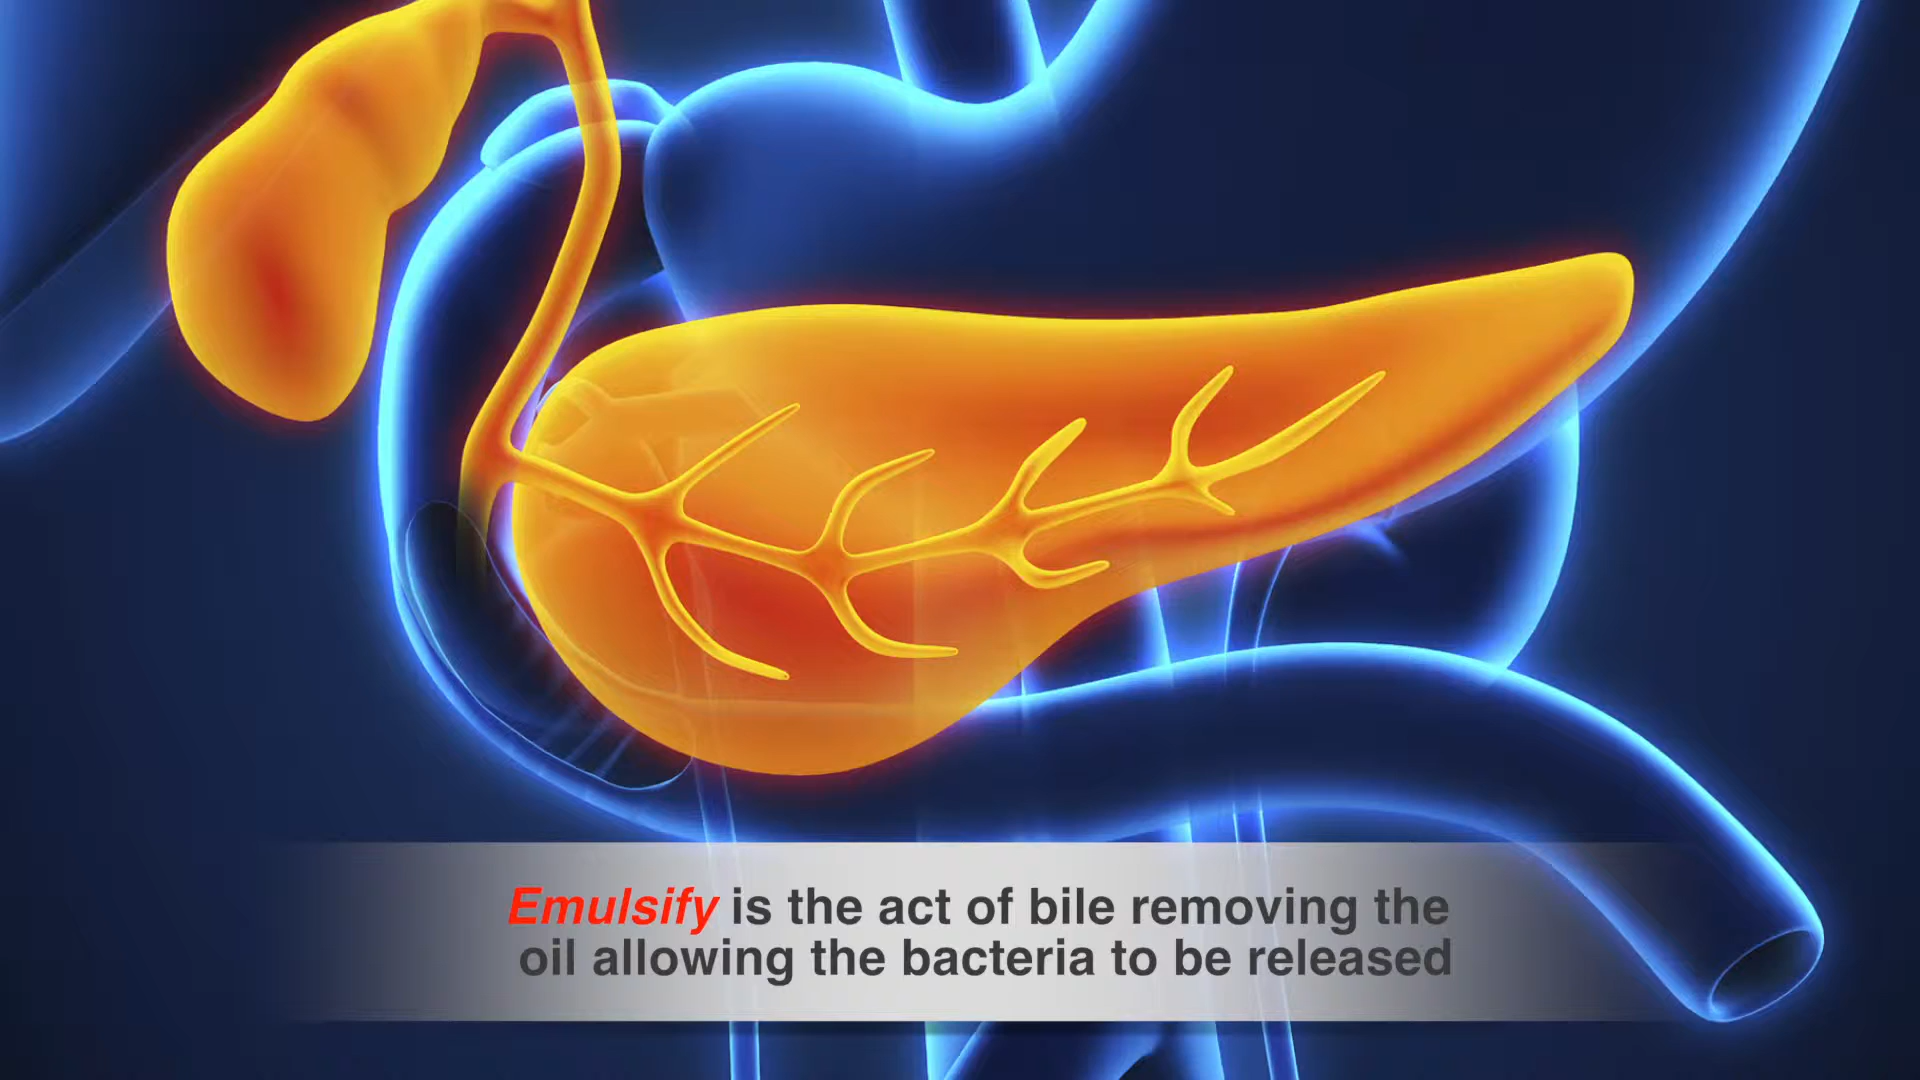 Emulsify is the act of bile removing the
oil allowing the bacteria to be released